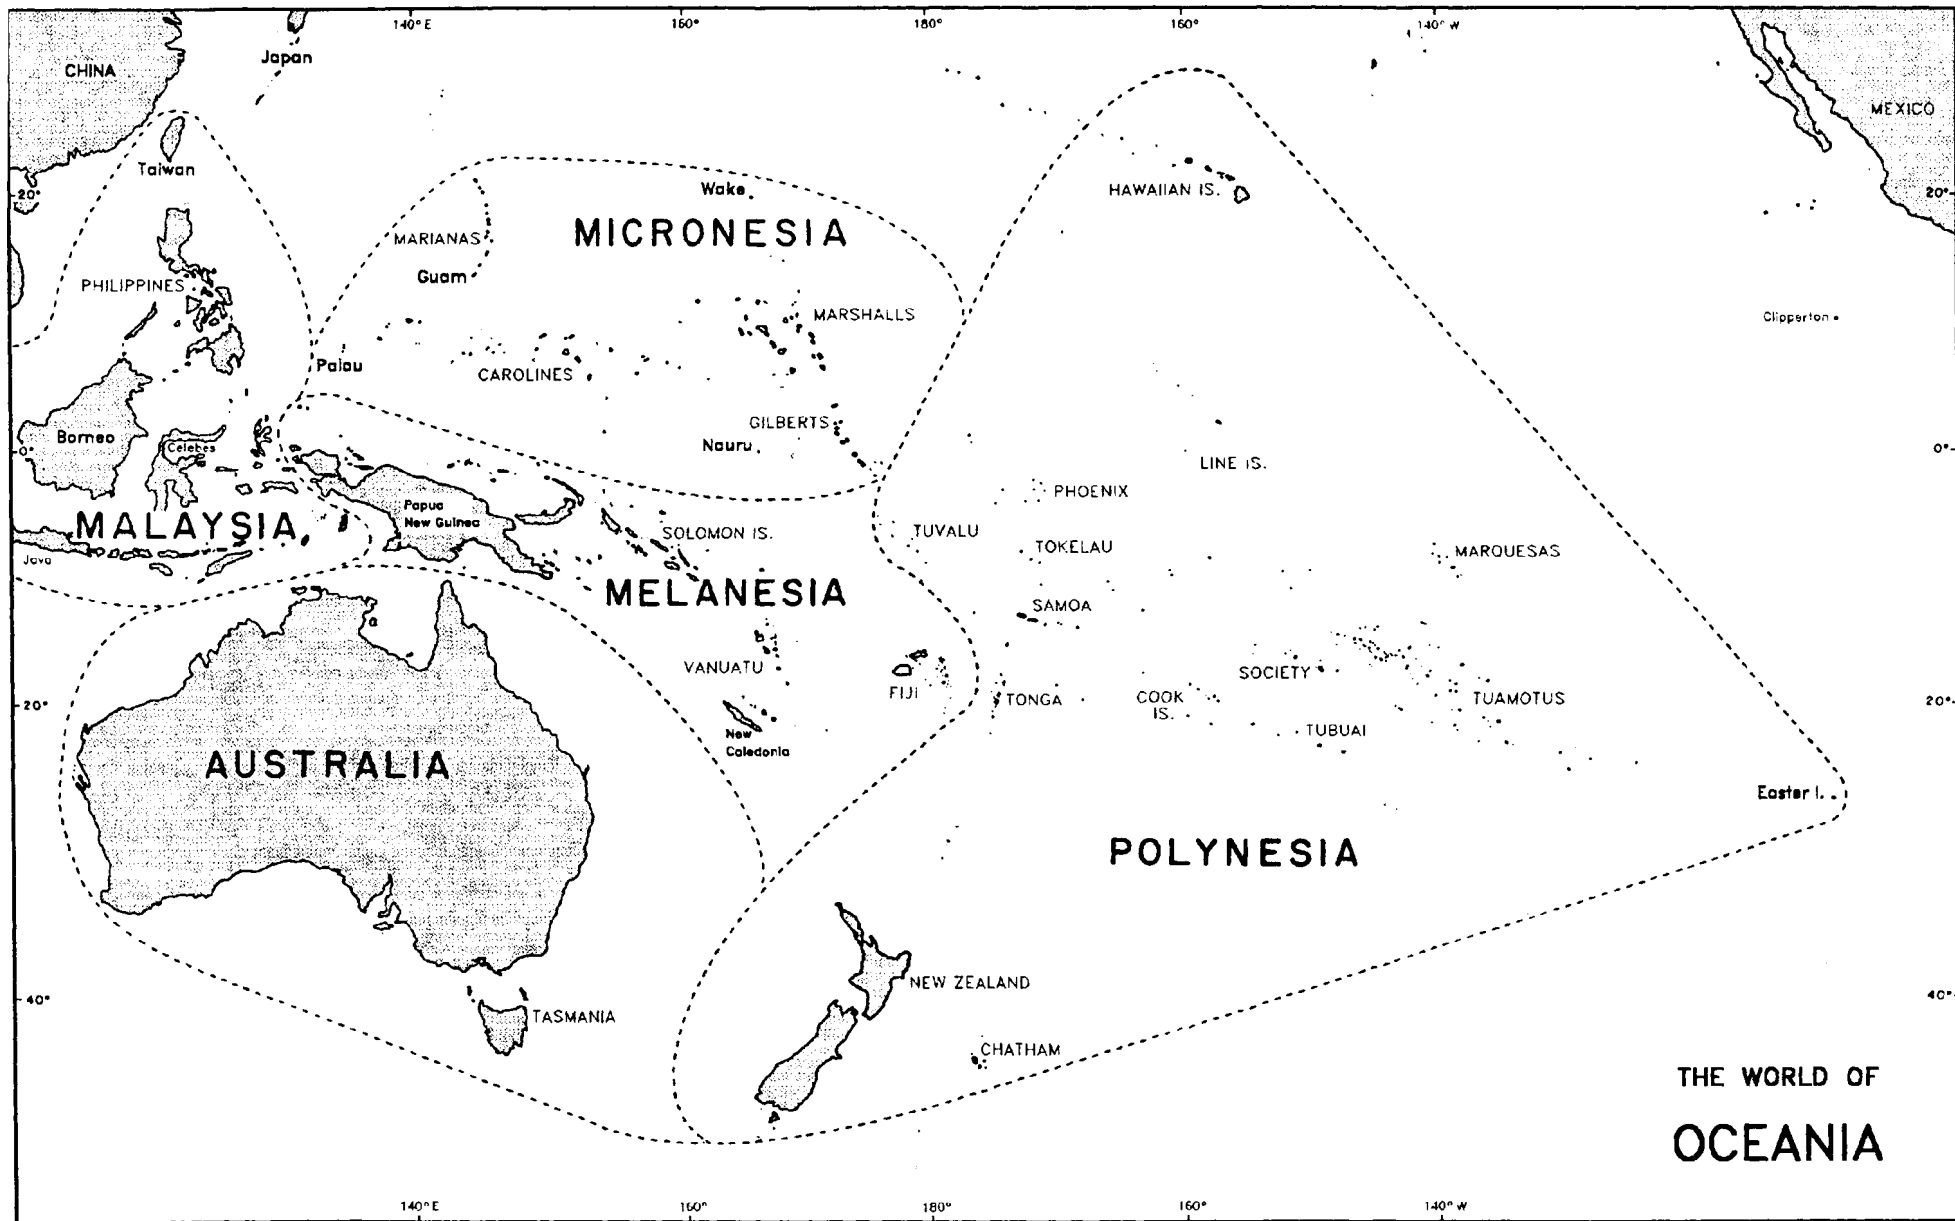 140° E
160°
180°
160°
140° W
Japan
CHINA
MEXICO
Taiwan
20°
Wake
HAWAIIAN IS.
20°
MICRONESIA
MARIANAS
Guam
PHILIPPINES
MARSHALLS
Clipperton
Palau
CAROLINES
GILBERTS
Borneo
Celebes
Nauru
0°
0°
LINE IS.
PHOENIX
Papua
New Guinea
MALAYSIA
SOLOMON IS.
TUVALU
TOKELAU
MARQUESAS
Java
MELANESIA
SAMOA
VANUATU
SOCIETY
FIJI
TONGA
COOK
IS.
TUAMOTUS
20°
20°
TUBUAI
New
Caledonia
AUSTRALIA
Easter I.
POLYNESIA
NEW ZEALAND
40°
40°
TASMANIA
CHATHAM
THE WORLD OF
OCEANIA
140° E
160°
180°
160°
140° W